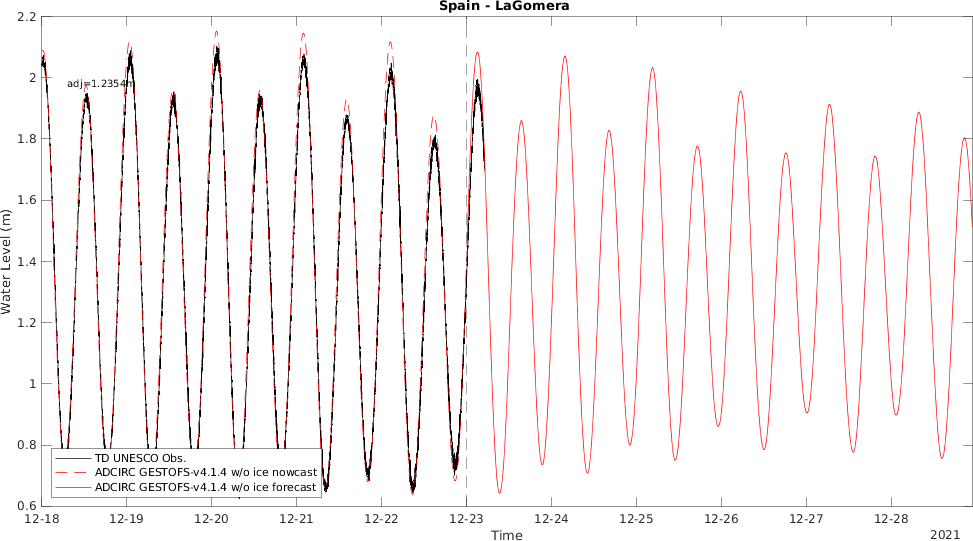 Spain - LaGomera
2.2
2
1.8
1.6
1.4
1.2
1
0.8
0.6
Water Level (m)
adj=1.2354m
TD UNESCO Obs.
ADCIRC GESTOFS-v4.1.4 w/o ice nowcast
ADCIRC GESTOFS-v4.1.4 w/o ice forecast
12-18 12-19 12-20 12-21 12-22 12-23 12-24 12-25 12-26 12-27 12-28
Time
2021